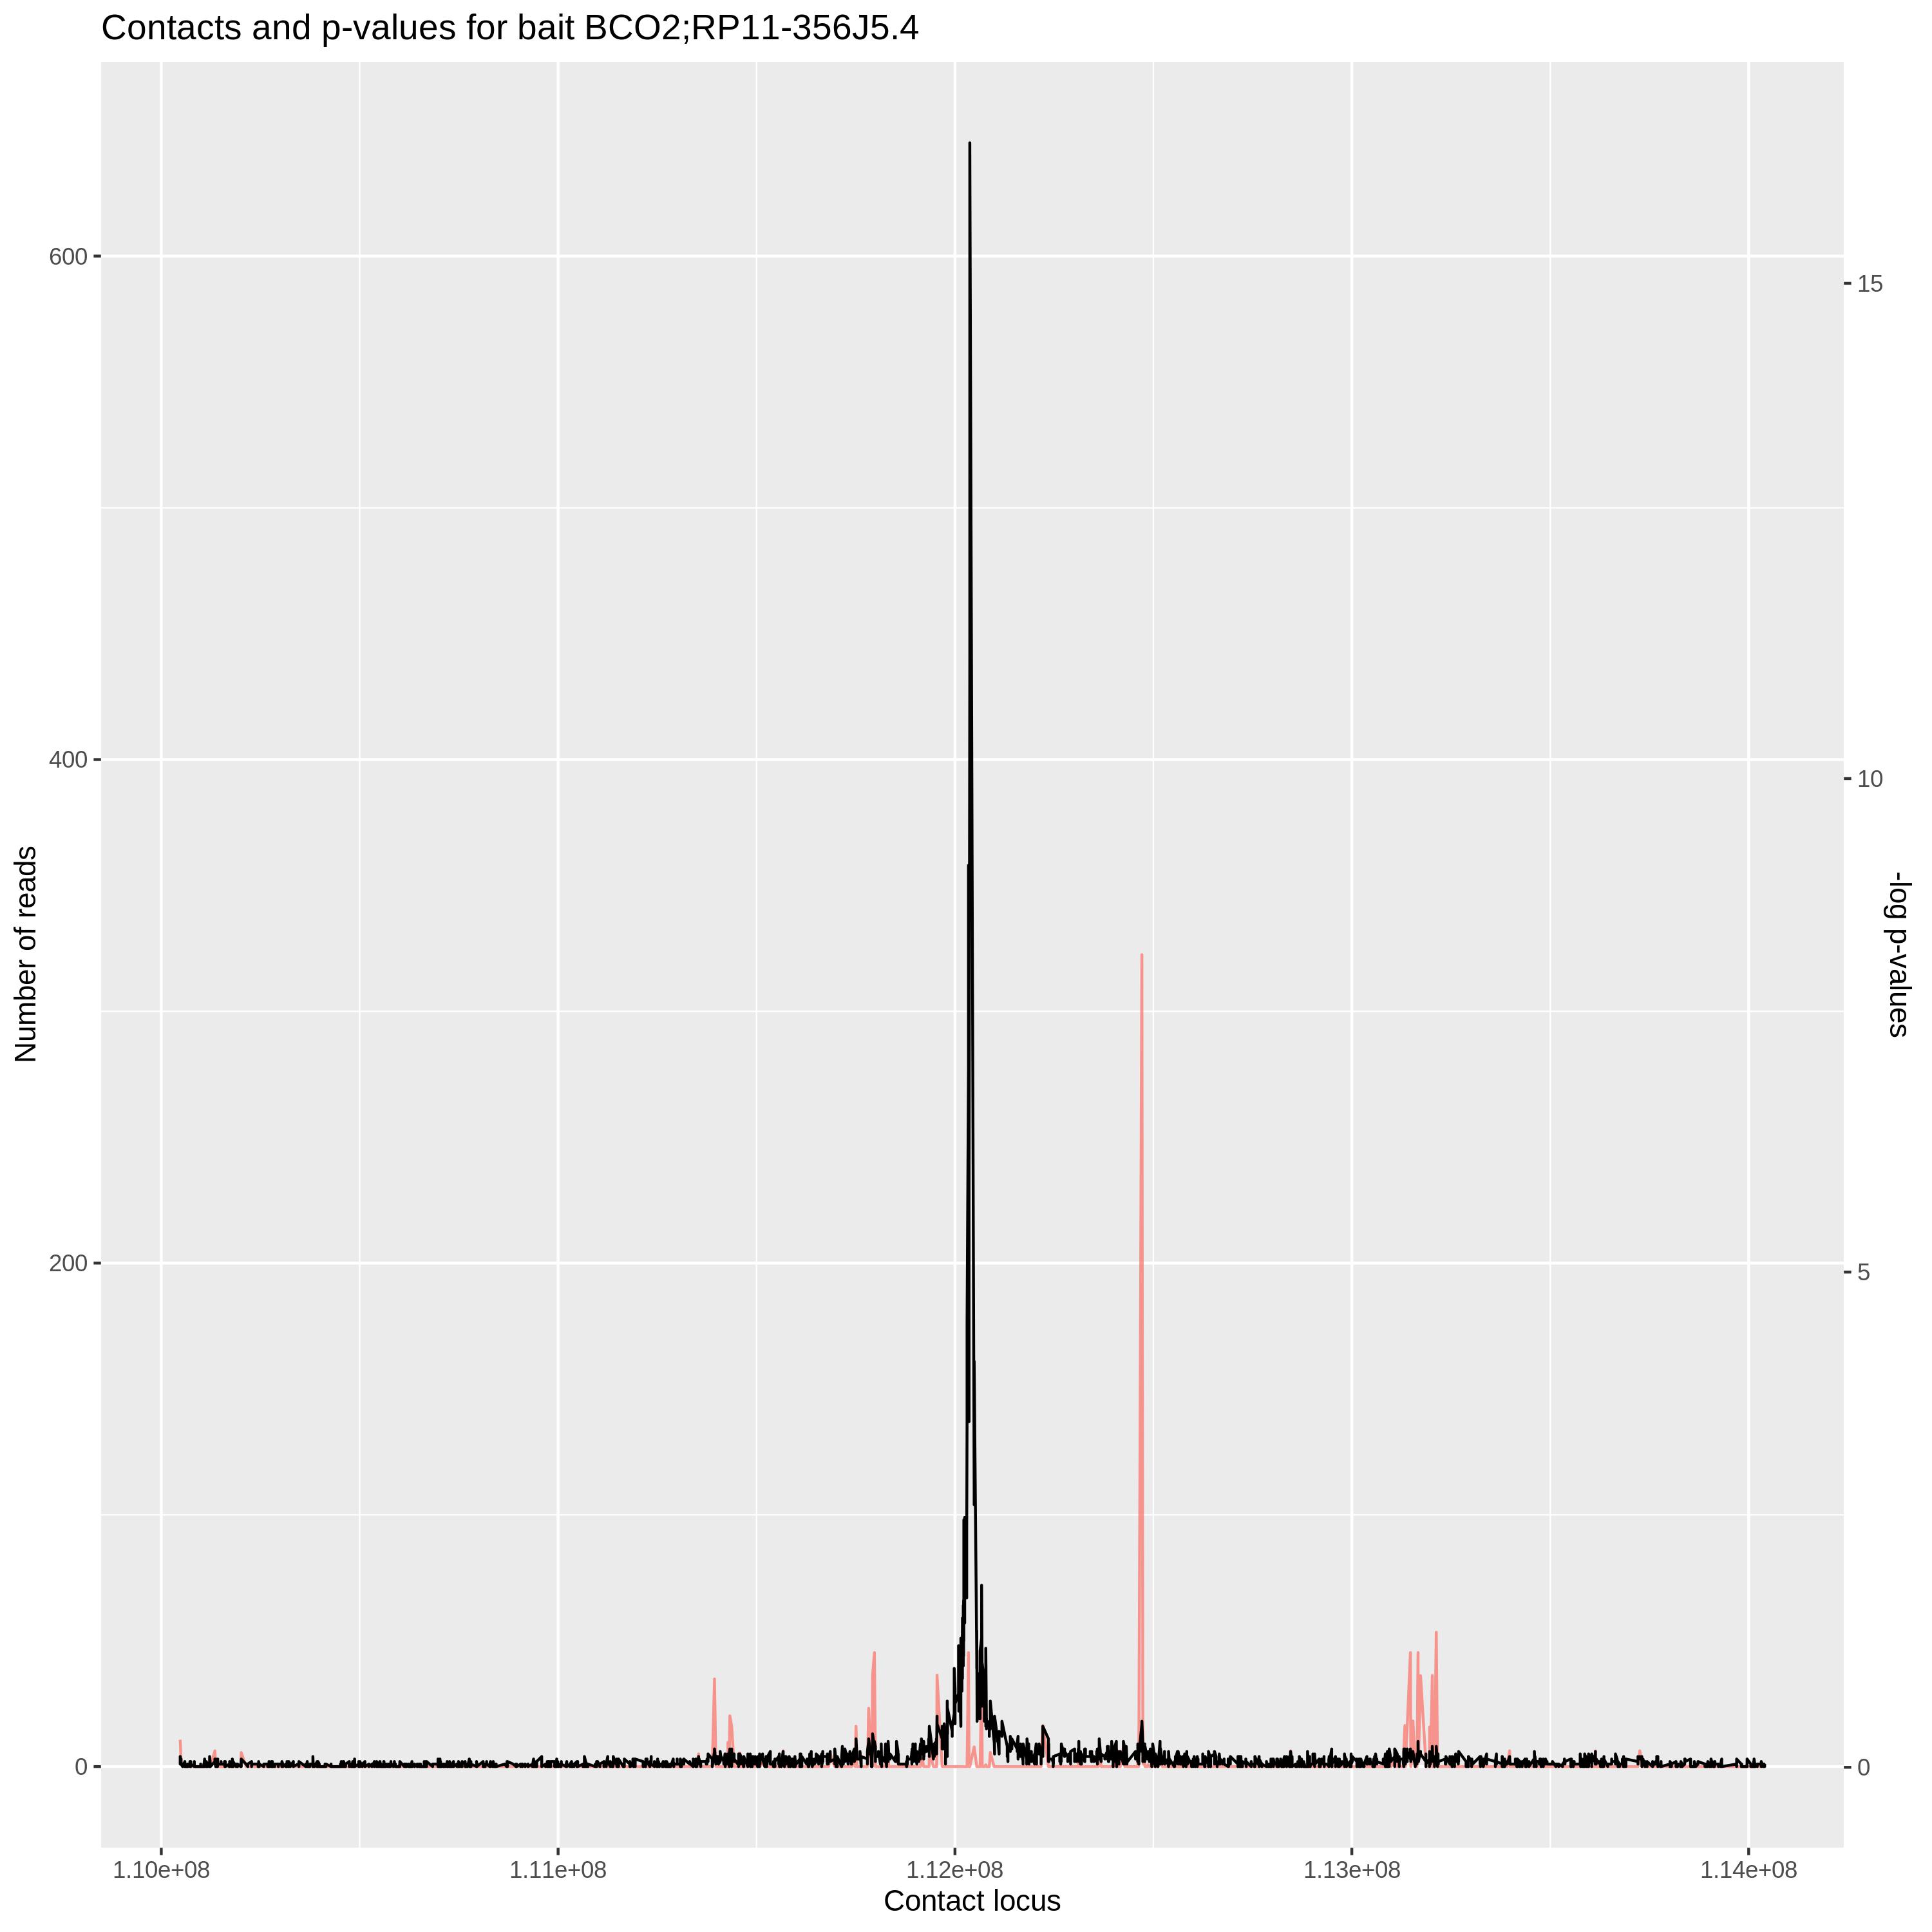 Contacts and p-values for bait BCO2;RP11-356J5.4
600
400
200
0
Number of reads
15
10
5
0
-log p-values
1.10e+08
1.11e+08
1.12e+08
1.13e+08
1.14e+08
Contact locus